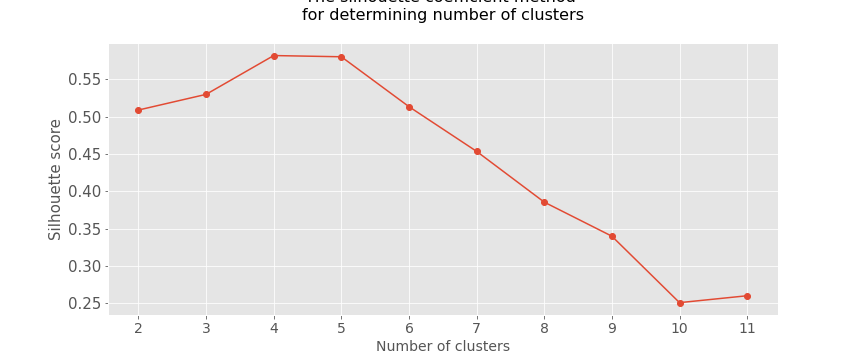 The silhouette coefficient method
for determining number of clusters
0.55
0.50
0.45
0.40
0.35
0.30
0.25
Silhouette score
2 3 4 5 6 7 8 9 10 11
Number of clusters